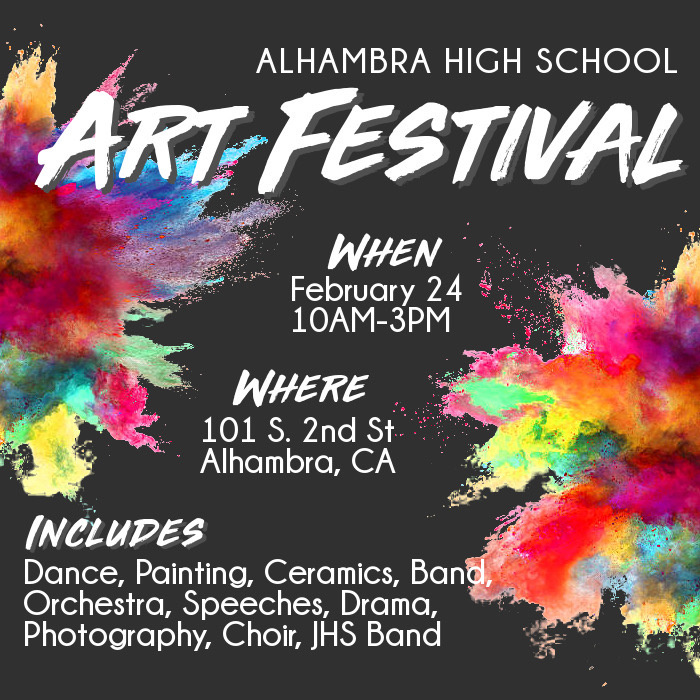 ALHAMBRA HIGH SCHOOL
ART FESTIVAL
WHEN
February 24
10AM-3PM
WHERE
101 S. 2nd St
Alhambra, CA
INCLUDES
Dance, Painting, Ceramics, Band,
Orchestra, Speeches, Drama,
Photography, Choir, JHS Band